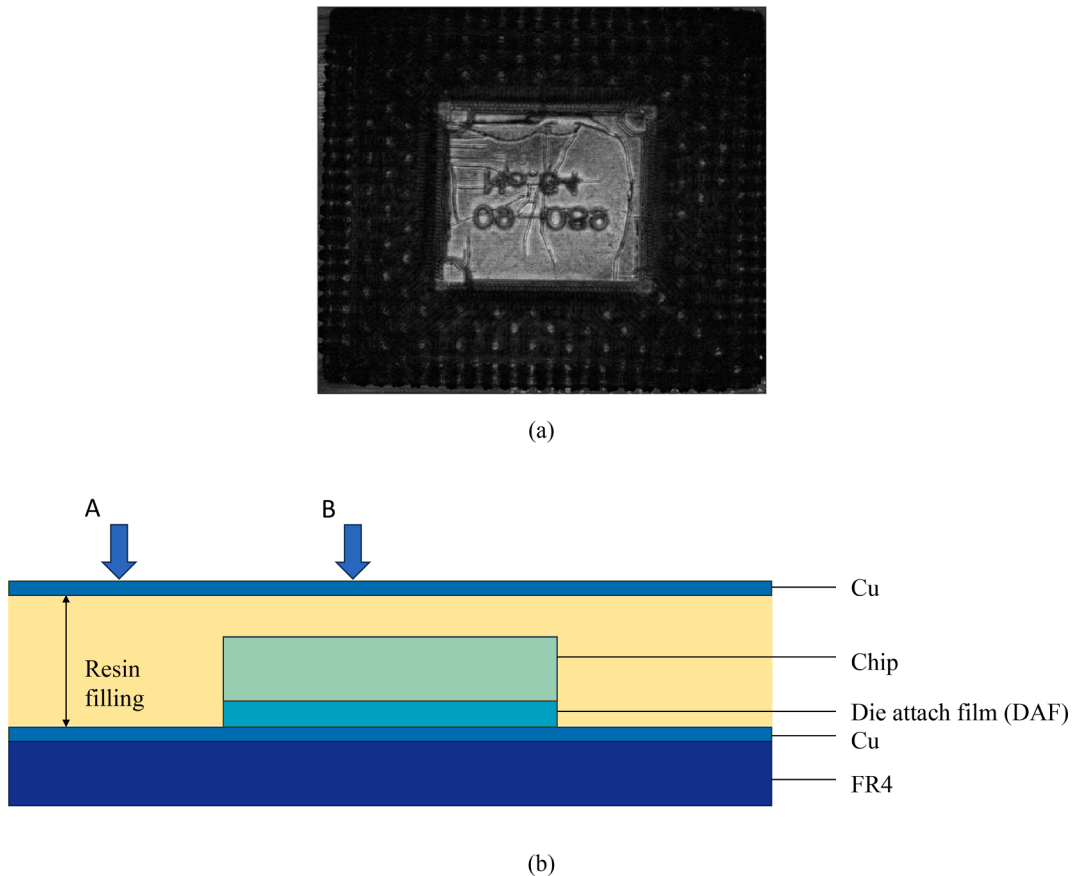 (a)
A
B
Cu
Resin
filling
Chip
Die attach film (DAF)
Cu
FR4
(b)